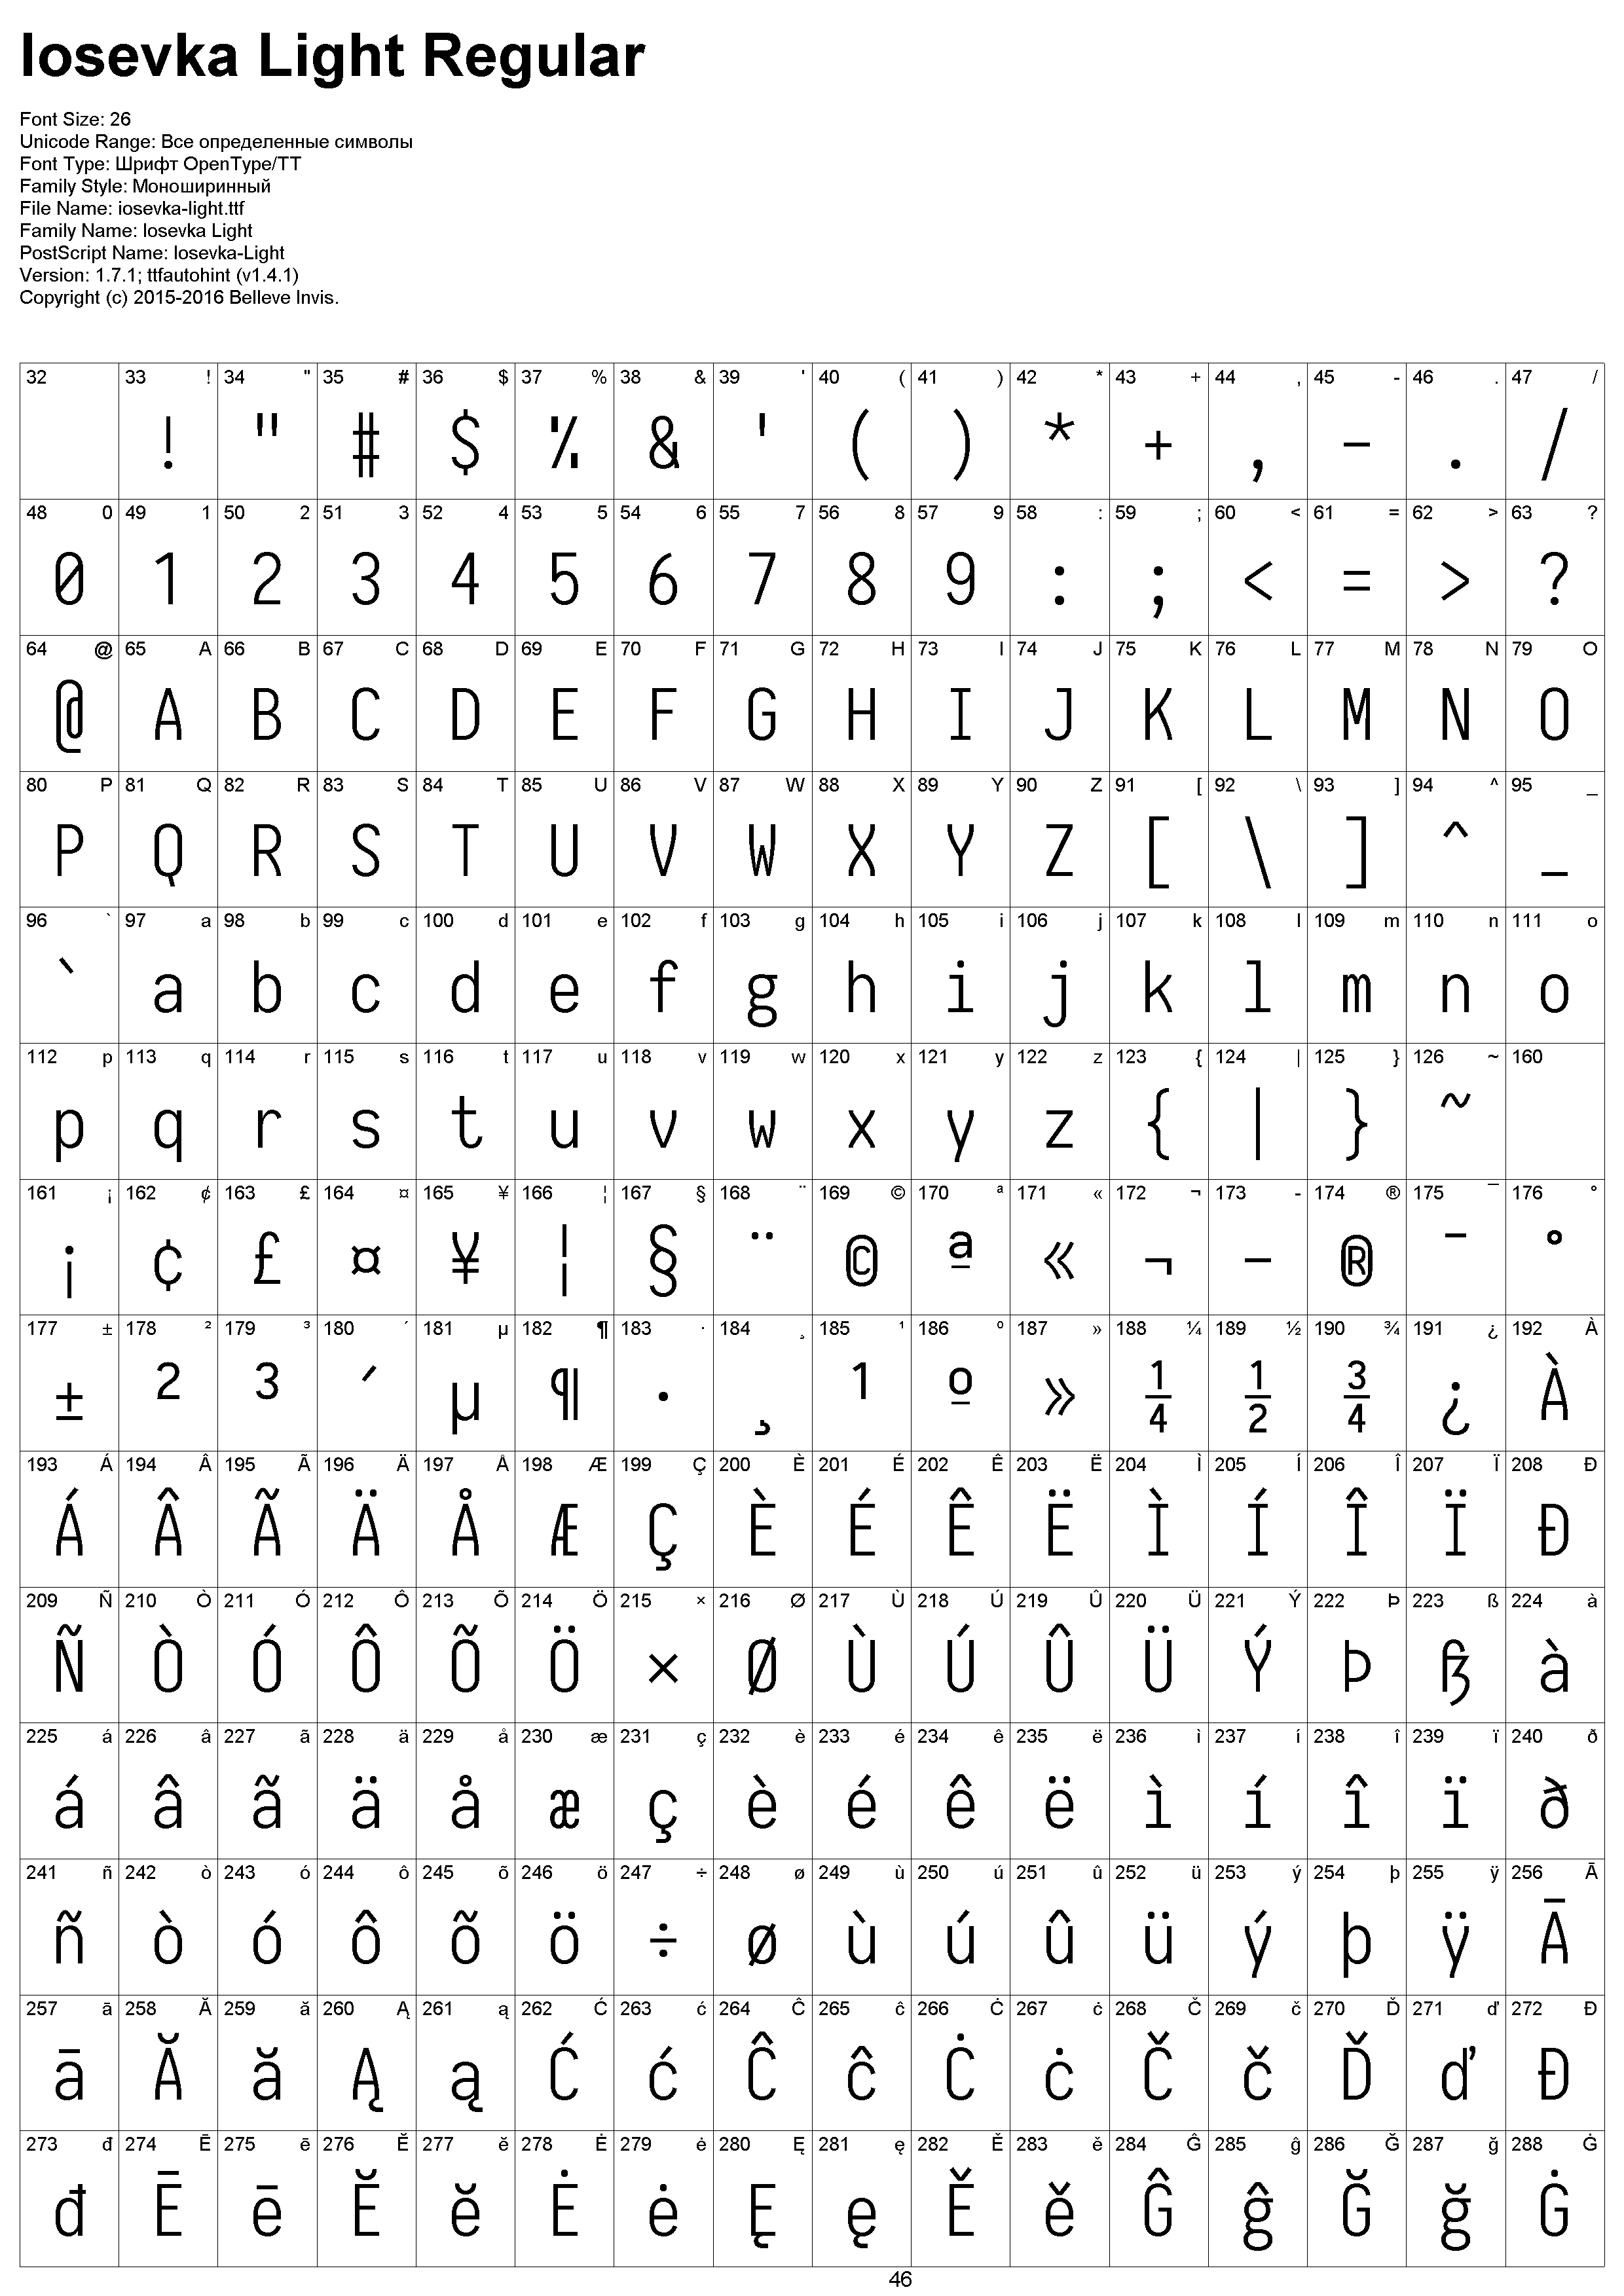 Iosevka Light Regular
Font Size: 26
Unicode Range: Все определенные символы
Font Type: Шрифт OpenType/TT
Family Style: Моноширинный
File Name: iosevka-light.ttf
Family Name: Iosevka Light
PostScript Name: Iosevka-Light
Version: 1.7.1; ttfautohint (v1.4.1)
Copyright (c) 2015-2016 Belleve Invis.
32 33 ! 34 " 35 # 36 $ 37 % 38 & 39 ' 40 ( 41 ) 42 * 43 + 44 , 45 - 46 . 47 /
! " # $ % & ' ( ) * + , - . /
48 0 49 1 50 2 51 3 52 4 53 5 54 6 55 7 56 8 57 9 58 : 59 ; 60 < 61 = 62 > 63 ?
0 1 2 3 4 5 6 7 8 9 : ; < = > ?
64 @ 65 A 66 B 67 C 68 D 69 E 70 F 71 G 72 H 73 I 74 J 75 K 76 L 77 M 78 N 79 O
@ A B C D E F G H I J K L M N O
80 P 81 Q 82 R 83 S 84 T 85 U 86 V 87 W 88 X 89 Y 90 Z 91 [ 92 \ 93 ] 94 ^ 95 _
P Q R S T U V W X Y Z [ \ ] ^ _
96 ` 97 a 98 b 99 c 100 d 101 e 102 f 103 g 104 h 105 i 106 j 107 k 108 l 109 m 110 n 111 o
` a b c d e f g h i j k l m n o
112 p 113 q 114 r 115 s 116 t 117 u 118 v 119 w 120 x 121 y 122 z 123 { 124 | 125 } 126 ~ 160
p q r s t u v w x y z { | } ~
161 ¡ 162 ¢ 163 £ 164 ¤ 165 ¥ 166 ¦ 167 § 168 ¨ 169 © 170 ª 171 « 172 ¬ 173 - 174 ® 175 ¯ 176 °
¡ ¢ £ ¤ ¥ ¦ § ¨ © ª « ¬ - ® ¯ °
177 ± 178 ² 179 ³ 180 ´ 181 µ 182 ¶ 183 · 184 ¸ 185 ¹ 186 º 187 » 188 ¼ 189 ½ 190 ¾ 191 ¿ 192 À
± ² ³ ´ µ ¶ · ¸ ¹ º » ¼ ½ ¾ ¿ À
193 Á 194 Â 195 Ã 196 Ä 197 Å 198 Æ 199 Ç 200 È 201 É 202 Ê 203 Ë 204 Ì 205 Í 206 Î 207 Ï 208 Ð
Á Â Ã Ä Å Æ Ç È É Ê Ë Ì Í Î Ï Ð
209 Ñ 210 Ò 211 Ó 212 Ô 213 Õ 214 Ö 215 × 216 Ø 217 Ù 218 Ú 219 Û 220 Ü 221 Ý 222 Þ 223 ß 224 à
Ñ Ò Ó Ô Õ Ö × Ø Ù Ú Û Ü Ý Þ ß à
225 á 226 â 227 ã 228 ä 229 å 230 æ 231 ç 232 è 233 é 234 ê 235 ë 236 ì 237 í 238 î 239 ï 240 ð
á â ã ä å æ ç è é ê ë ì í î ï ð
241 ñ 242 ò 243 ó 244 ô 245 õ 246 ö 247 ÷ 248 ø 249 ù 250 ú 251 û 252 ü 253 ý 254 þ 255 ÿ 256 Ā
ñ ò ó ô õ ö ÷ ø ù ú û ü ý þ ÿ Ā
257 ā 258 Ă 259 ă 260 Ą 261 ą 262 Ć 263 ć 264 Ĉ 265 ĉ 266 Ċ 267 ċ 268 Č 269 č 270 Ď 271 ď 272 Đ
ā Ă ă Ą ą Ć ć Ĉ ĉ Ċ ċ Č č Ď ď Đ
273 đ 274 Ē 275 ē 276 Ĕ 277 ĕ 278 Ė 279 ė 280 Ę 281 ę 282 Ě 283 ě 284 Ĝ 285 ĝ 286 Ğ 287 ğ 288 Ġ
đ Ē ē Ĕ ĕ Ė ė Ę ę Ě ě Ĝ ĝ Ğ ğ Ġ
46